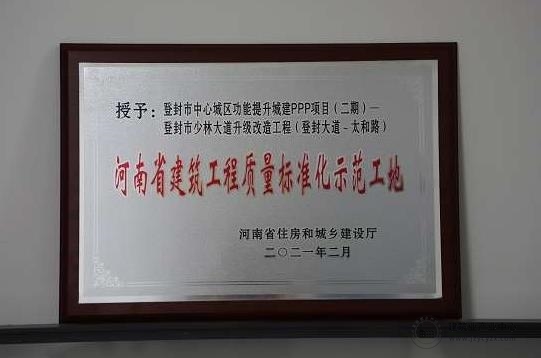 授予：登封市中心城区功能提升城建PPP项目（二期）—
登封市少林大道升级改造工程（登封大道－太和路）
河南省建筑工程质量标准化示范工地
河南省住房和城乡建设厅
二〇二一年二月